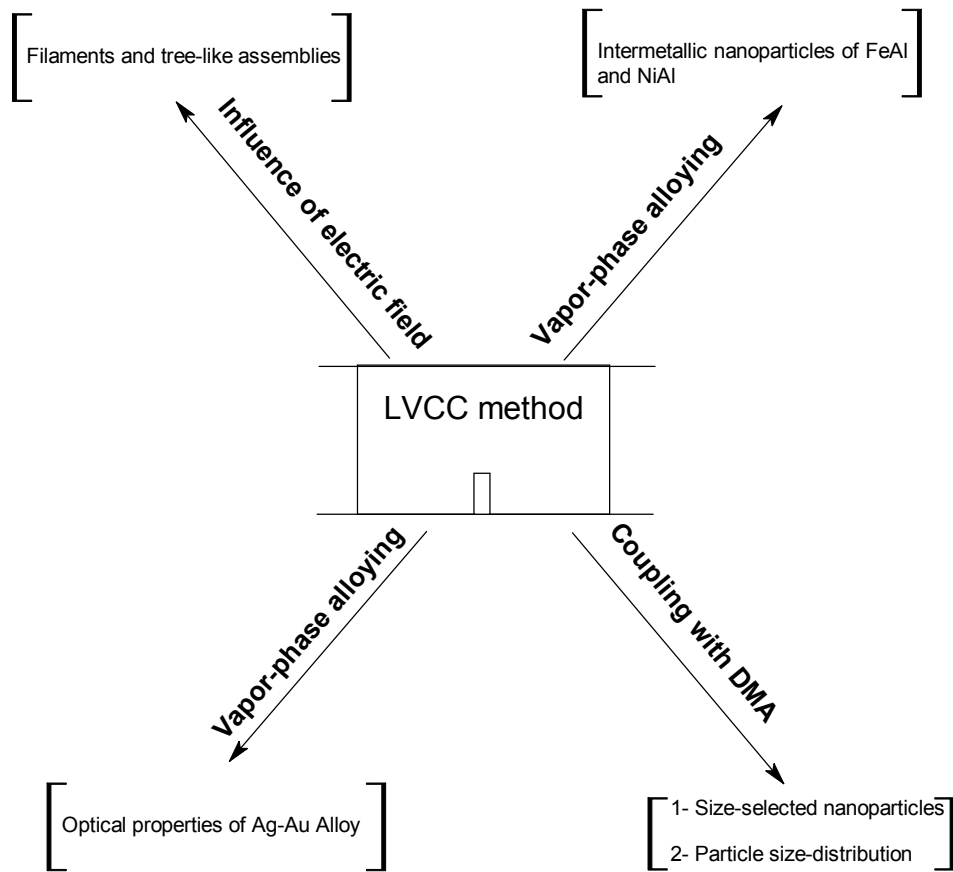 Filaments and tree-like assemblies
Intermetallic nanoparticles of FeAl
and NiAl
Influence of electric field
Vapor-phase alloying
LVCC method
Vapor-phase alloying
Coupling with DMA
Optical properties of Ag-Au Alloy
1- Size-selected nanoparticles
2- Particle size-distribution